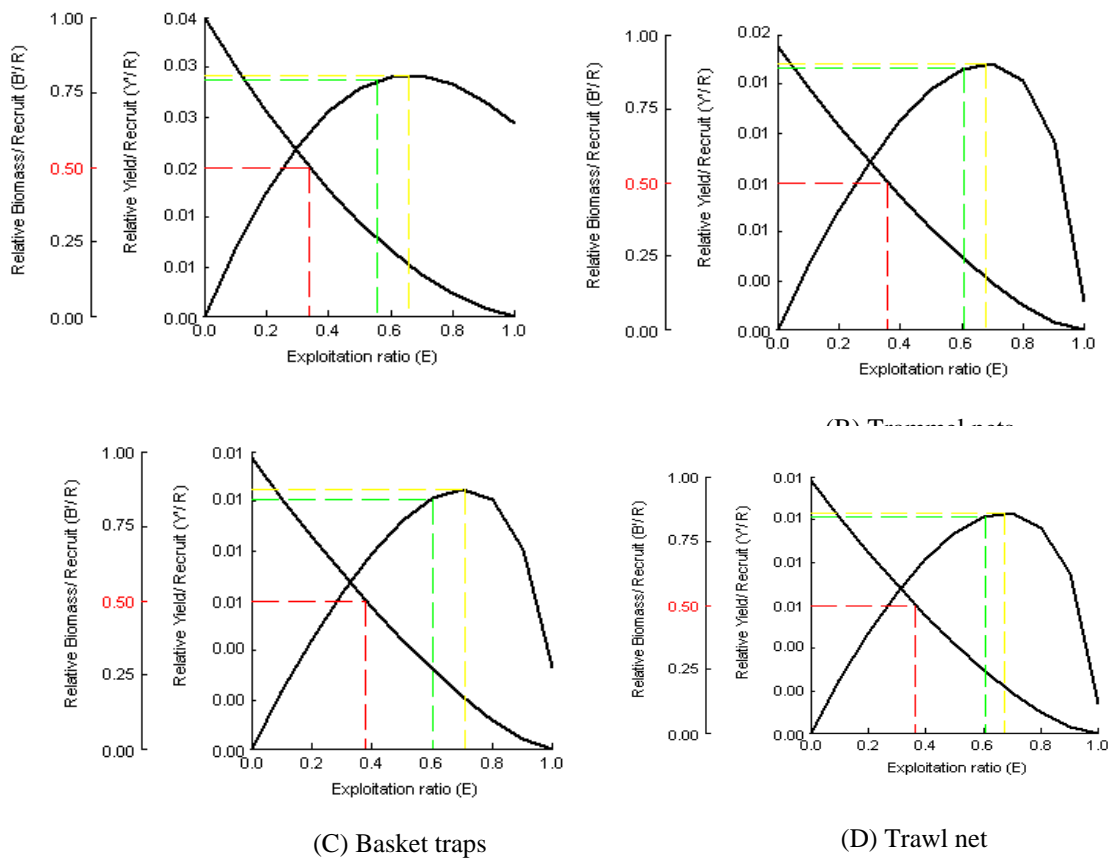 Relative Biomass/ Recruit (B'/ R)
1.00
0.75
0.50
0.25
0.00
Relative Yield/ Recruit (Y'/ R)
0.04
0.03
0.03
0.02
0.01
0.01
0.00
0.0 0.2 0.4 0.6 0.8 1.0
Exploitation ratio (E)
Relative Biomass/ Recruit (B'/ R)
1.00
0.75
0.50
0.25
0.00
Relative Yield/ Recruit (Y'/ R)
0.02
0.01
0.01
0.01
0.00
0.00
0.0 0.2 0.4 0.6 0.8 1.0
Exploitation ratio (E)
(B) Trammel nets
Relative Biomass/ Recruit (B'/ R)
1.00
0.75
0.50
0.25
0.00
Relative Yield/ Recruit (Y'/ R)
0.01
0.01
0.01
0.01
0.00
0.00
0.00
0.0 0.2 0.4 0.6 0.8 1.0
Exploitation ratio (E)
(C) Basket traps
Relative Biomass/ Recruit (B'/ R)
1.00
0.75
0.50
0.25
0.00
Relative Yield/ Recruit (Y'/ R)
0.01
0.01
0.01
0.01
0.00
0.00
0.00
0.0 0.2 0.4 0.6 0.8 1.0
Exploitation ratio (E)
(D) Trawl net